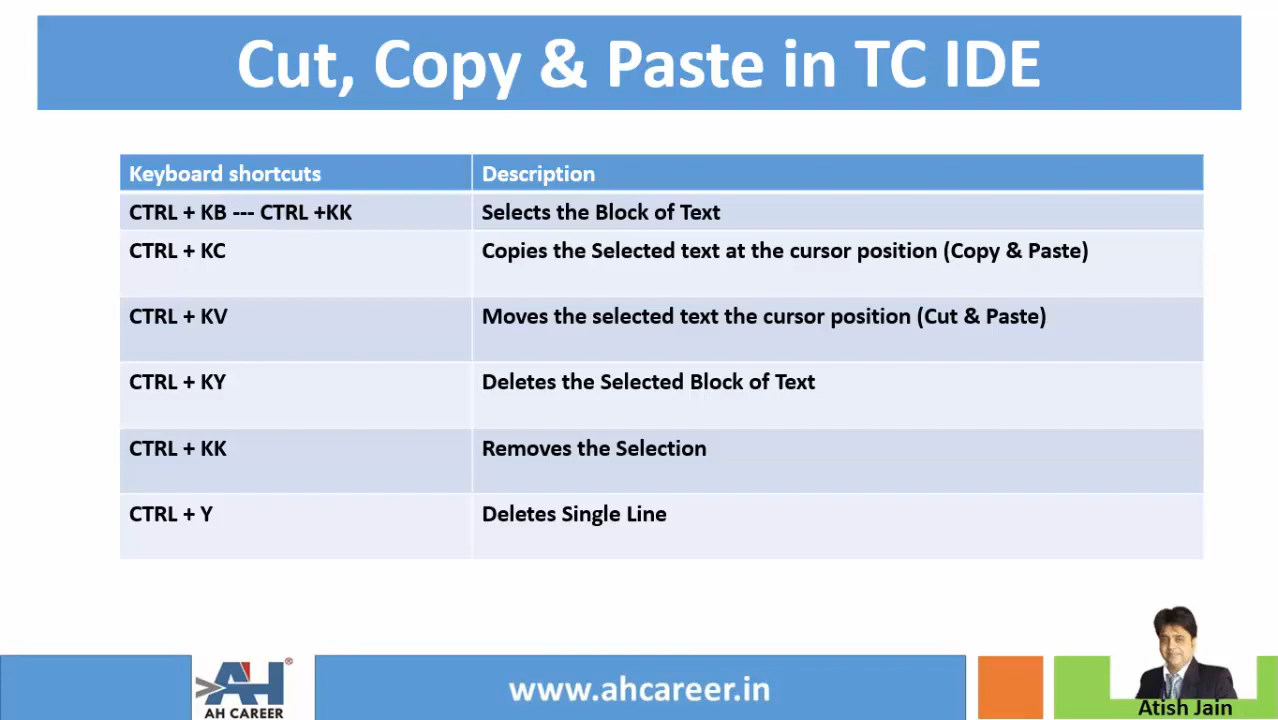 Cut, Copy & Paste in TC IDE
Keyboard shortcuts Description
CTRL + KB --- CTRL +KK Selects the Block of Text
CTRL + KC Copies the Selected text at the cursor position (Copy & Paste)
CTRL + KV Moves the selected text the cursor position (Cut & Paste)
CTRL + KY Deletes the Selected Block of Text
CTRL + KK Removes the Selection
CTRL + Y Deletes Single Line
AH®
AH CAREER
www.ahcareer.in
Atish Jain